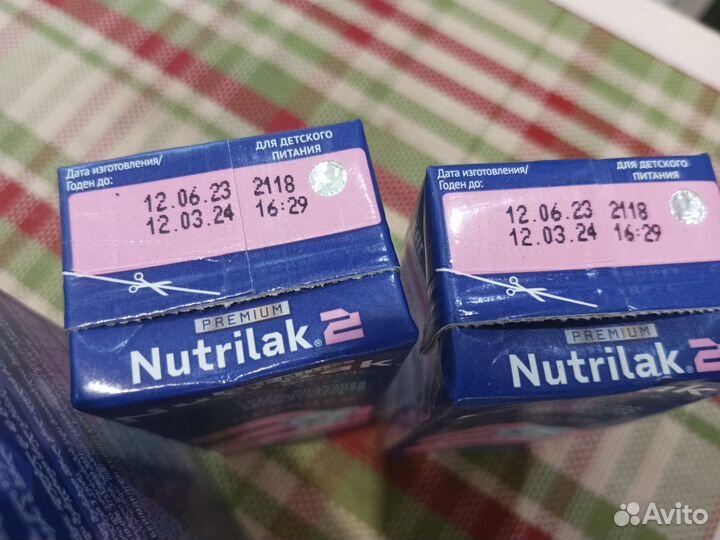 Дата изготовления/
Годен до:
ДЛЯ ДЕТСКОГО
ПИТАНИЯ
12.06.23 2118
12.03.24 16:29
PREMIUM
Nutrilak® 2
Дата изготовления/
Годен до:
ДЛЯ ДЕТСКОГО
ПИТАНИЯ
12.06.23 2118
12.03.24 16:29
PREMIUM
Nutrilak® 2
Avito